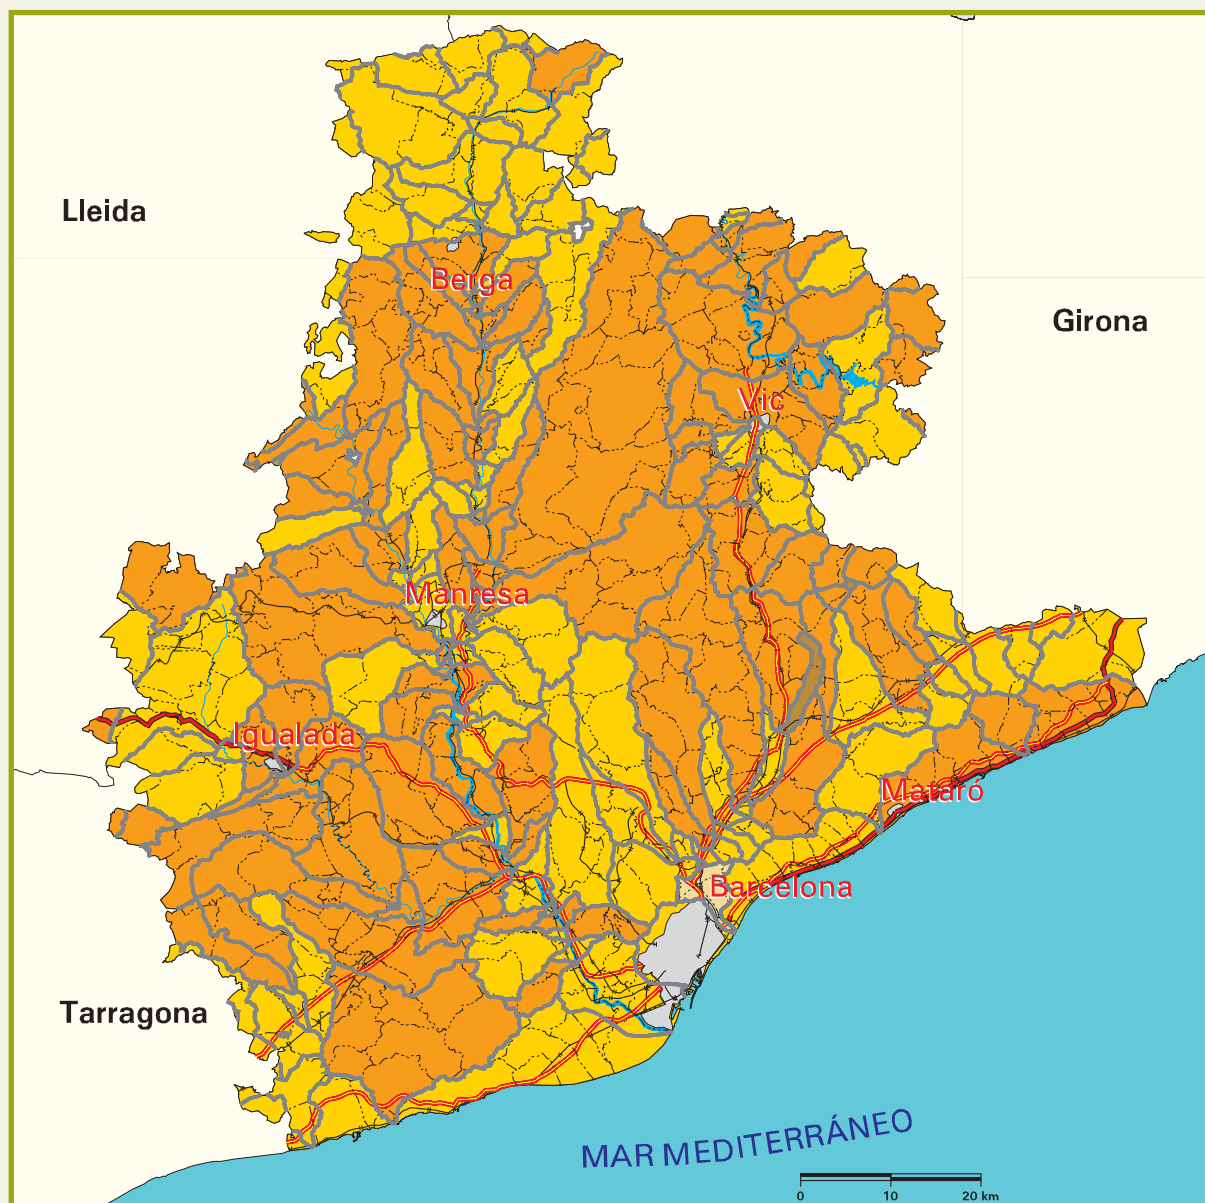 Lleida
Berga
Girona
Vic
Manresa
Igualada
Mataró
Barcelona
Tarragona
MAR MEDITERRÁNEO
0 10 20 km